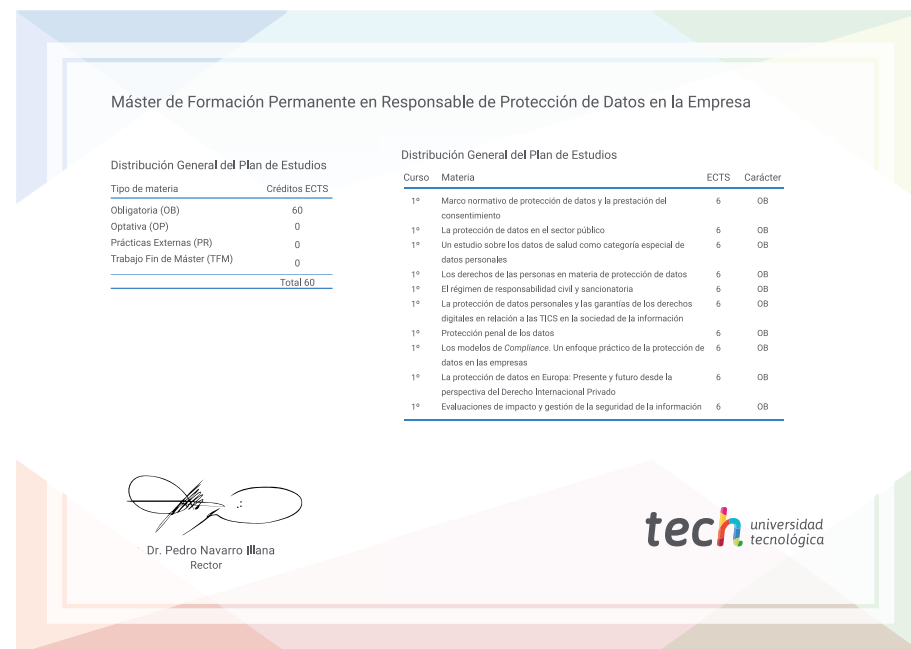 Máster de Formación Permanente en Responsable de Protección de Datos en la Empresa
Distribución General del Plan de Estudios
Tipo de materia Créditos ECTS
Obligatoria (OB) 60
Optativa (OP) 0
Prácticas Externas (PR) 0
Trabajo Fin de Máster (TFM) 0
Total 60
Distribución General del Plan de Estudios
Curso Materia ECTS Carácter
1º Marco normativo de protección de datos y la prestación del 6 OB
consentimiento
1º La protección de datos en el sector público 6 OB
1º Un estudio sobre los datos de salud como categoría especial de 6 OB
datos personales
1º Los derechos de las personas en materia de protección de datos 6 OB
1º El régimen de responsabilidad civil y sancionatoria 6 OB
1º La protección de datos personales y las garantías de los derechos 6 OB
digitales en relación a las TICS en la sociedad de la información
1º Protección penal de los datos 6 OB
1º Los modelos de Compliance. Un enfoque práctico de la protección de 6 OB
datos en las empresas
1º La protección de datos en Europa: Presente y futuro desde la 6 OB
perspectiva del Derecho Internacional Privado
1º Evaluaciones de impacto y gestión de la seguridad de la información 6 OB
Dr. Pedro Navarro Illana
Rector
tech universidad
tecnológica